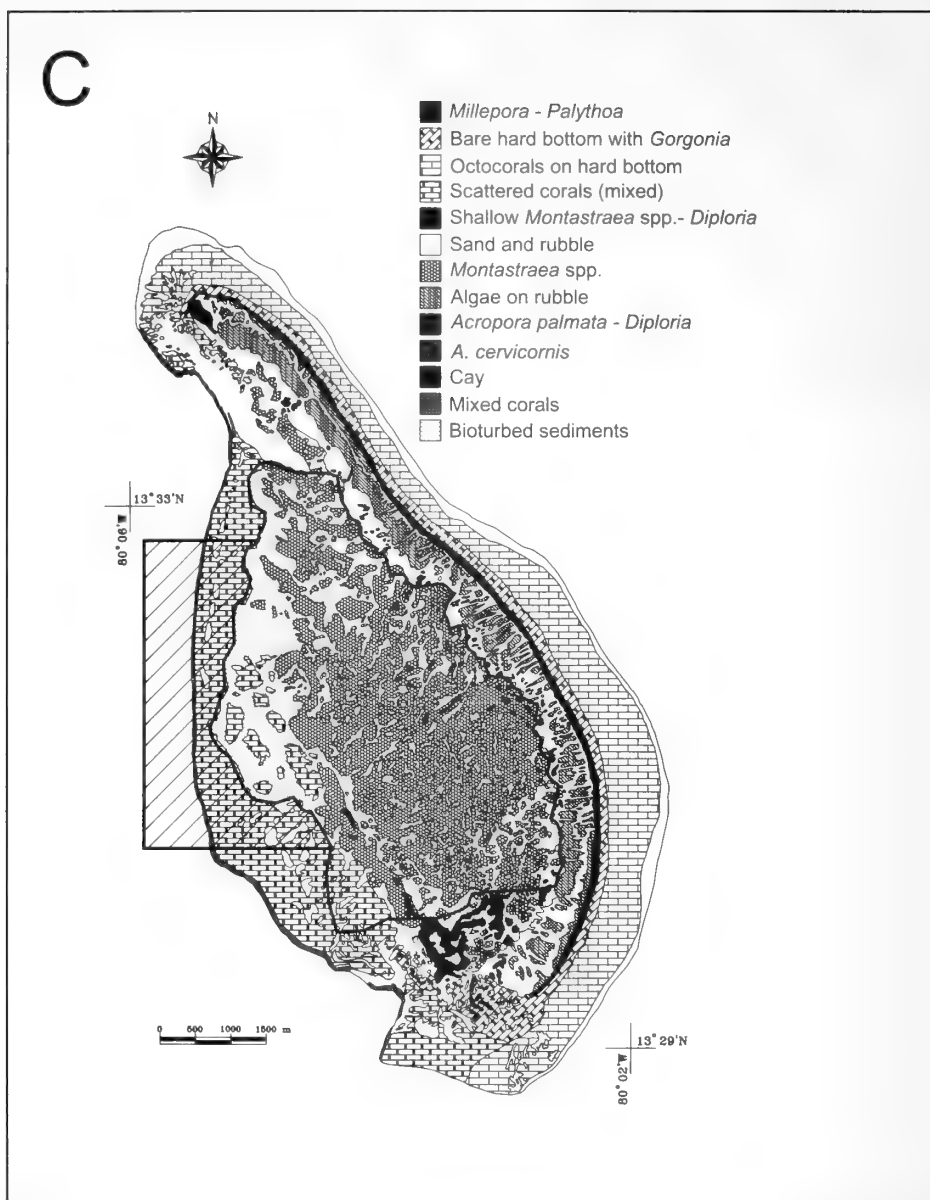 C
N
Millepora - Palythoa
Bare hard bottom with Gorgonia
Octocorals on hard bottom
Scattered corals (mixed)
Shallow Montastraea spp.- Diploria
Sand and rubble
Montastraea spp.
Algae on rubble
Acropora palmata - Diploria
A. cervicornis
Cay
Mixed corals
Bioturbed sediments
13°33'N
80°06'W
0 500 1000 1500 m
13°29'N
80°02'W